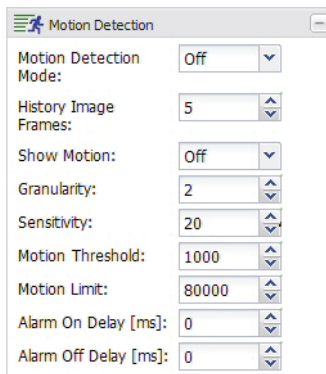 Motion Detection
Motion Detection Mode: Off
History Image Frames: 5
Show Motion: Off
Granularity: 2
Sensitivity: 20
Motion Threshold: 1000
Motion Limit: 80000
Alarm On Delay [ms]: 0
Alarm Off Delay [ms]: 0